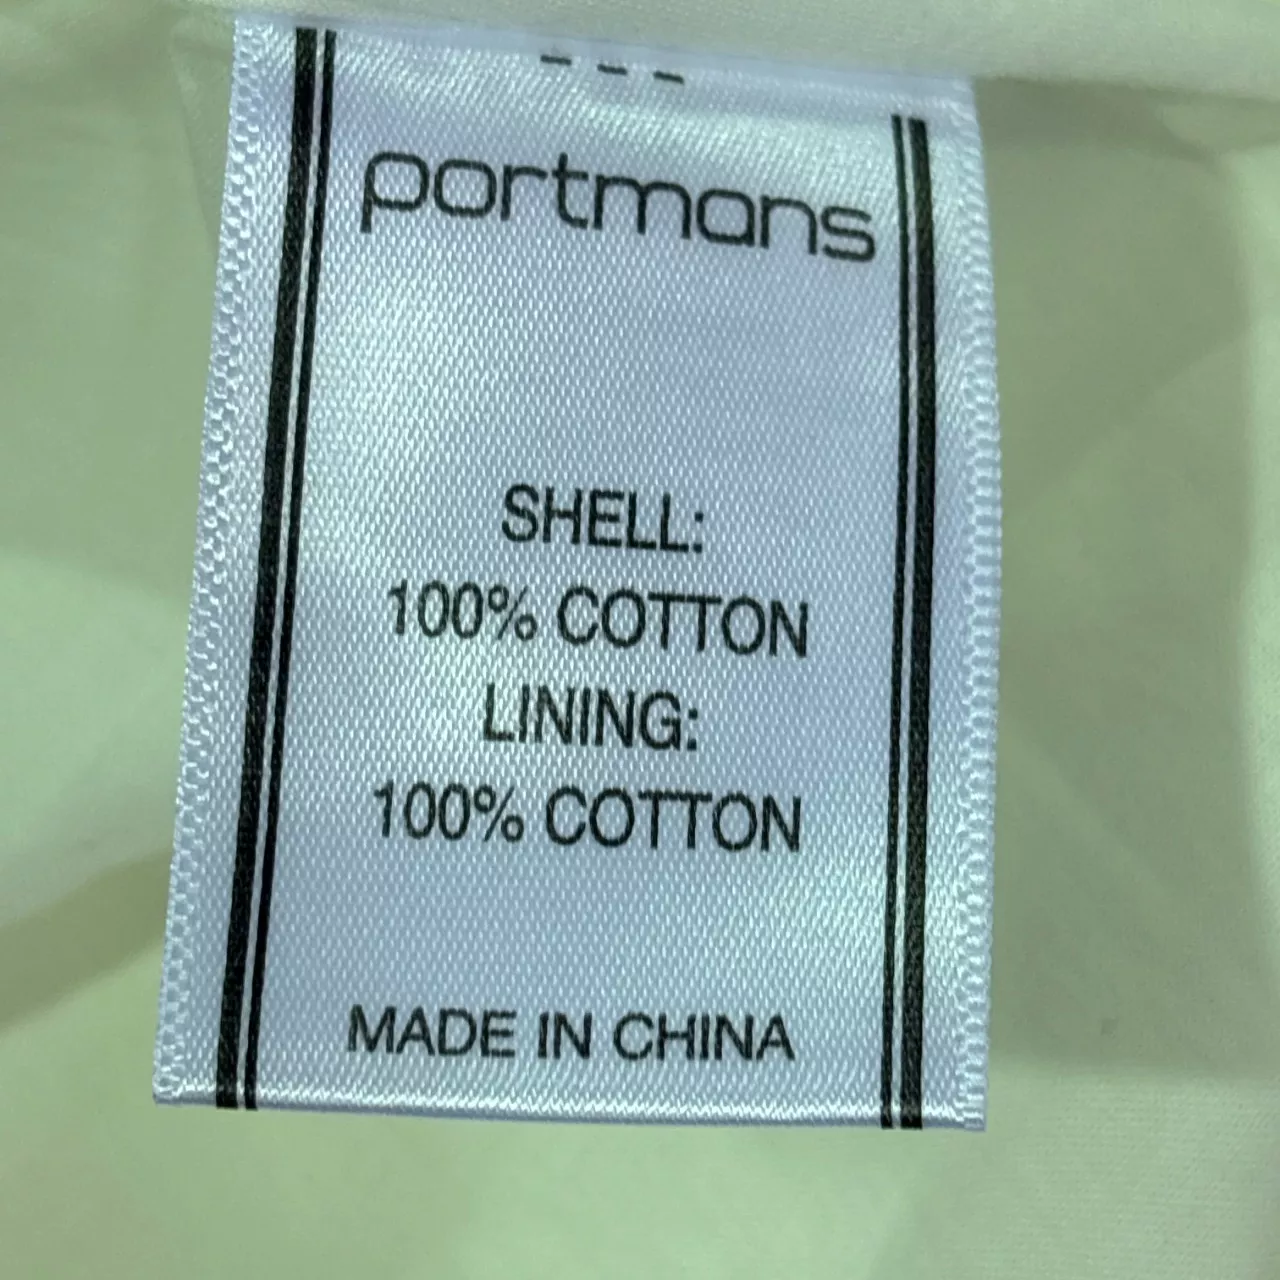 portmans
SHELL:
100% COTTON
LINING:
100% COTTON
MADE IN CHINA